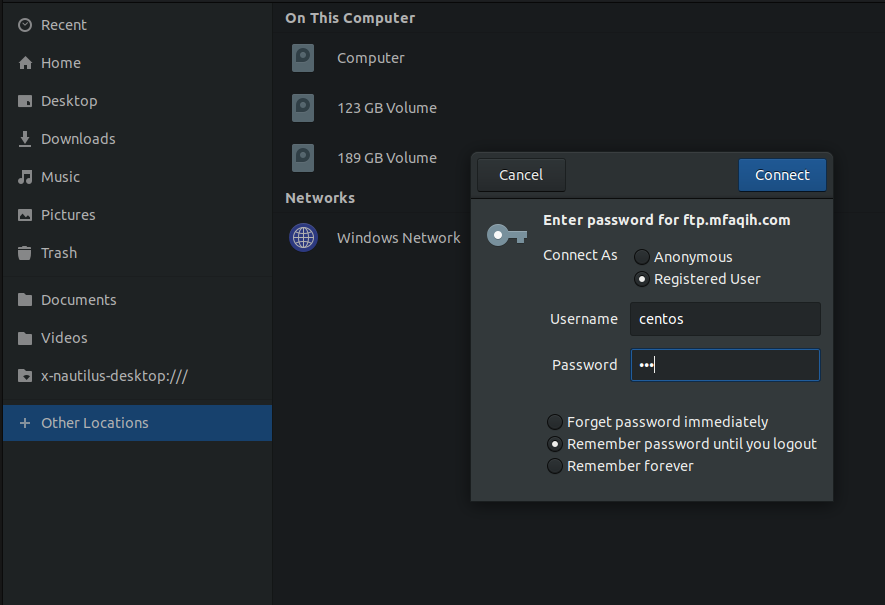 Recent
Home
Desktop
Downloads
Music
Pictures
Trash
Documents
Videos
x-nautilus-desktop:///
+ Other Locations
On This Computer
Computer
123 GB Volume
189 GB Volume
Networks
Windows Network
Cancel
Connect
Enter password for ftp.mfaqih.com
Connect As
Anonymous
Registered User
Username centos
Password •••
Forget password immediately
Remember password until you logout
Remember forever